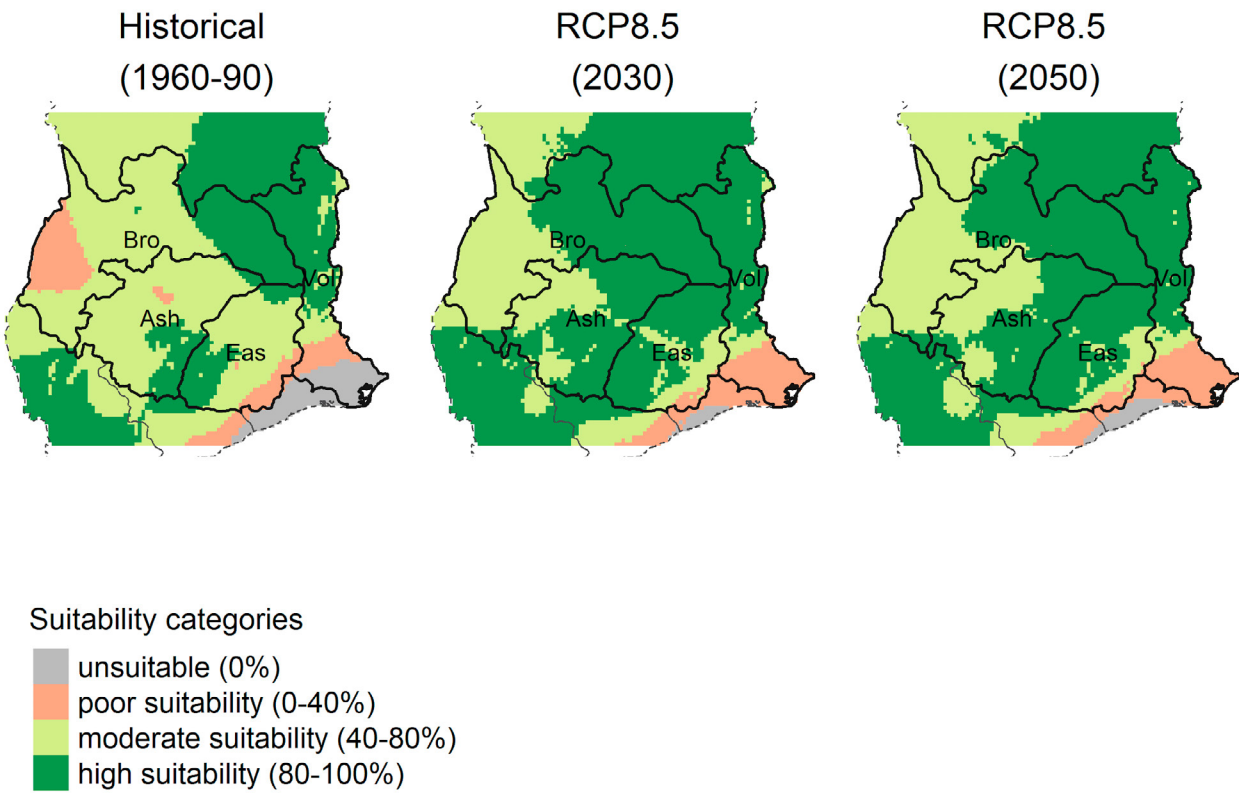 Historical
(1960-90)
RCP8.5
(2030)
RCP8.5
(2050)
Bro
Vol
Ash
Eas
Bro
Vol
Ash
Eas
Bro
Vol
Ash
Eas
Suitability categories
unsuitable (0%)
poor suitability (0-40%)
moderate suitability (40-80%)
high suitability (80-100%)